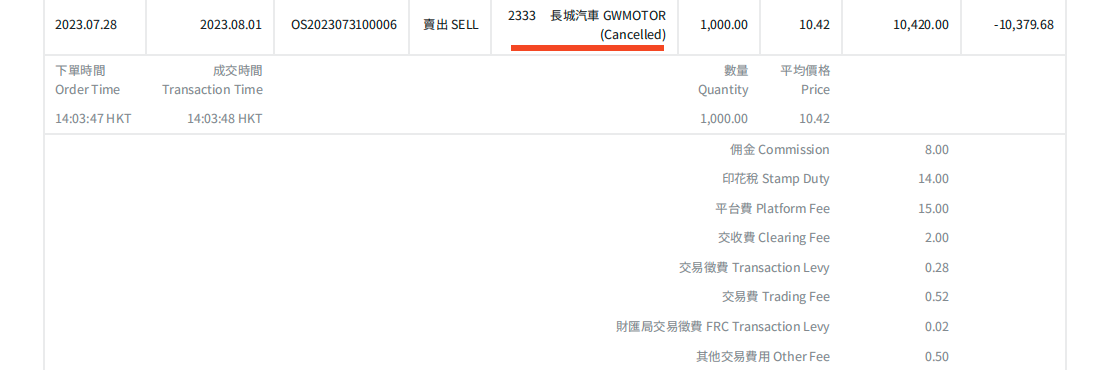 2023.07.28 2023.08.01 OS2023073100006 賣出 SELL 2333 長城汽車 GWMOTOR (Cancelled) 1,000.00 10.42 10,420.00 -10,379.68
下單時間 成交時間 數量 平均價格
Order Time Transaction Time Quantity Price
14:03:47 HKT 14:03:48 HKT 1,000.00 10.42
佣金 Commission 8.00
印花稅 Stamp Duty 14.00
平台費 Platform Fee 15.00
交收費 Clearing Fee 2.00
交易徵費 Transaction Levy 0.28
交易費 Trading Fee 0.52
財匯局交易徵費 FRC Transaction Levy 0.02
其他交易費用 Other Fee 0.50